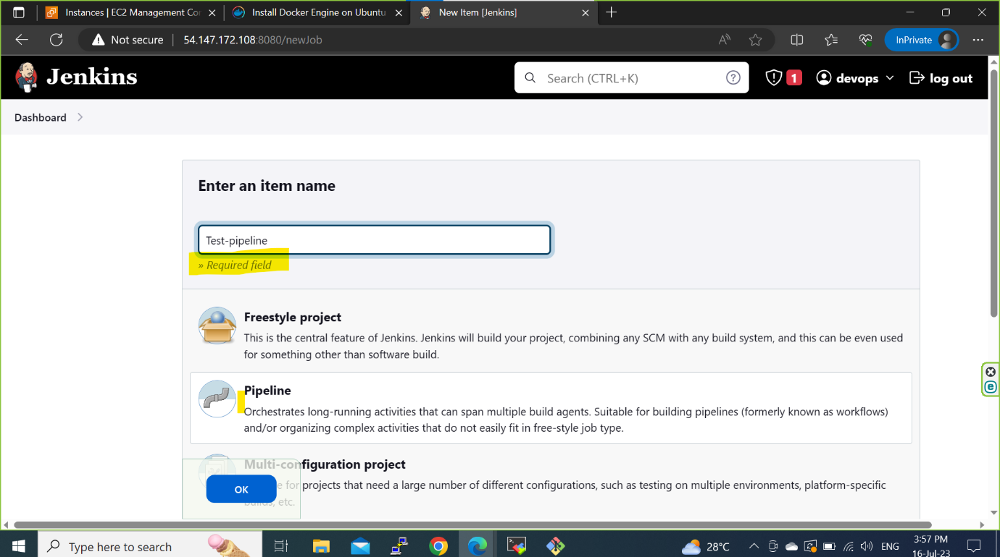 Instances | EC2 Management Cor
Install Docker Engine on Ubuntu
New Item [Jenkins]
Not secure
54.147.172.108:8080/newJob
InPrivate
Jenkins
Search (CTRL+K)
1
devops
log out
Dashboard
Enter an item name
Test-pipeline
» Required field
Freestyle project
This is the central feature of Jenkins. Jenkins will build your project, combining any SCM with any build system, and this can be even used
for something other than software build.
Pipeline
Orchestrates long-running activities that can span multiple build agents. Suitable for building pipelines (formerly known as workflows)
and/or organizing complex activities that do not easily fit in free-style job type.
Multi-configuration project
for projects that need a large number of different configurations, such as testing on multiple environments, platform-specific
builds, etc.
OK
Type here to search
28°C
ENG
3:57 PM
16-Jul-23